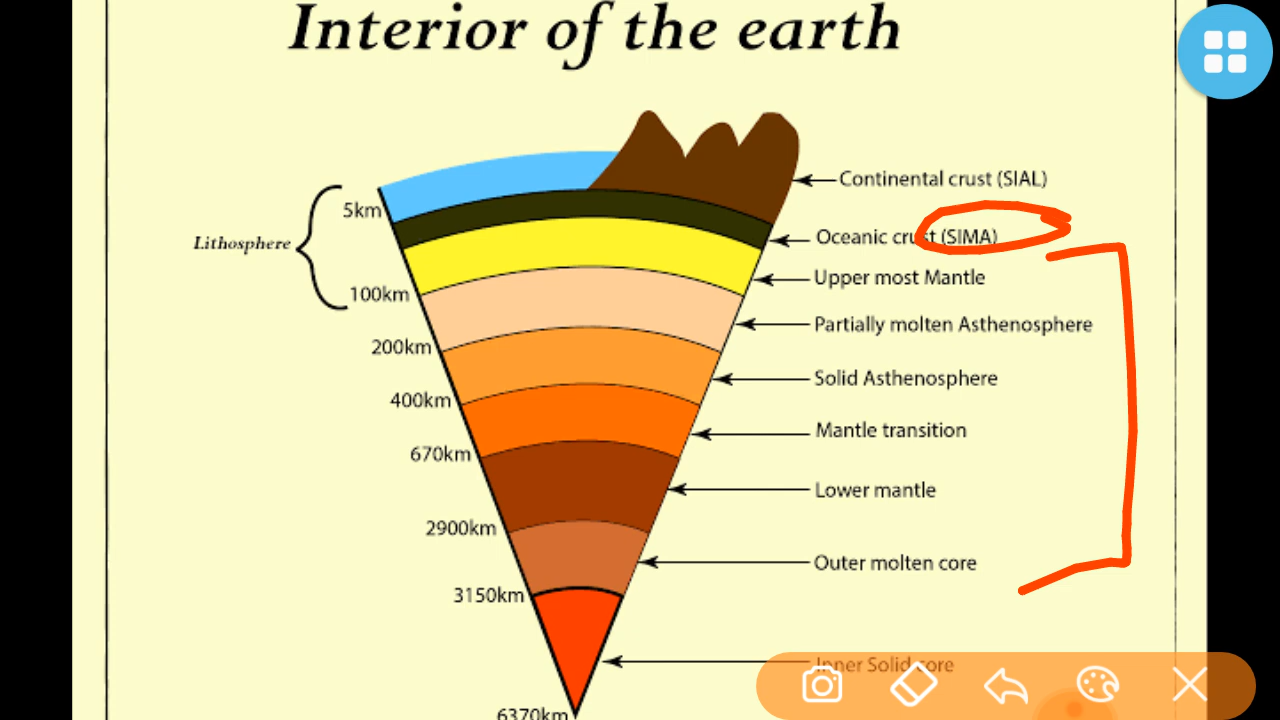 Interior of the earth
Continental crust (SIAL)
5km
Lithosphere
Oceanic crust (SIMA)
Upper most Mantle
100km
Partially molten Asthenosphere
200km
Solid Asthenosphere
400km
Mantle transition
670km
Lower mantle
2900km
Outer molten core
3150km
Inner Solid core
6370km